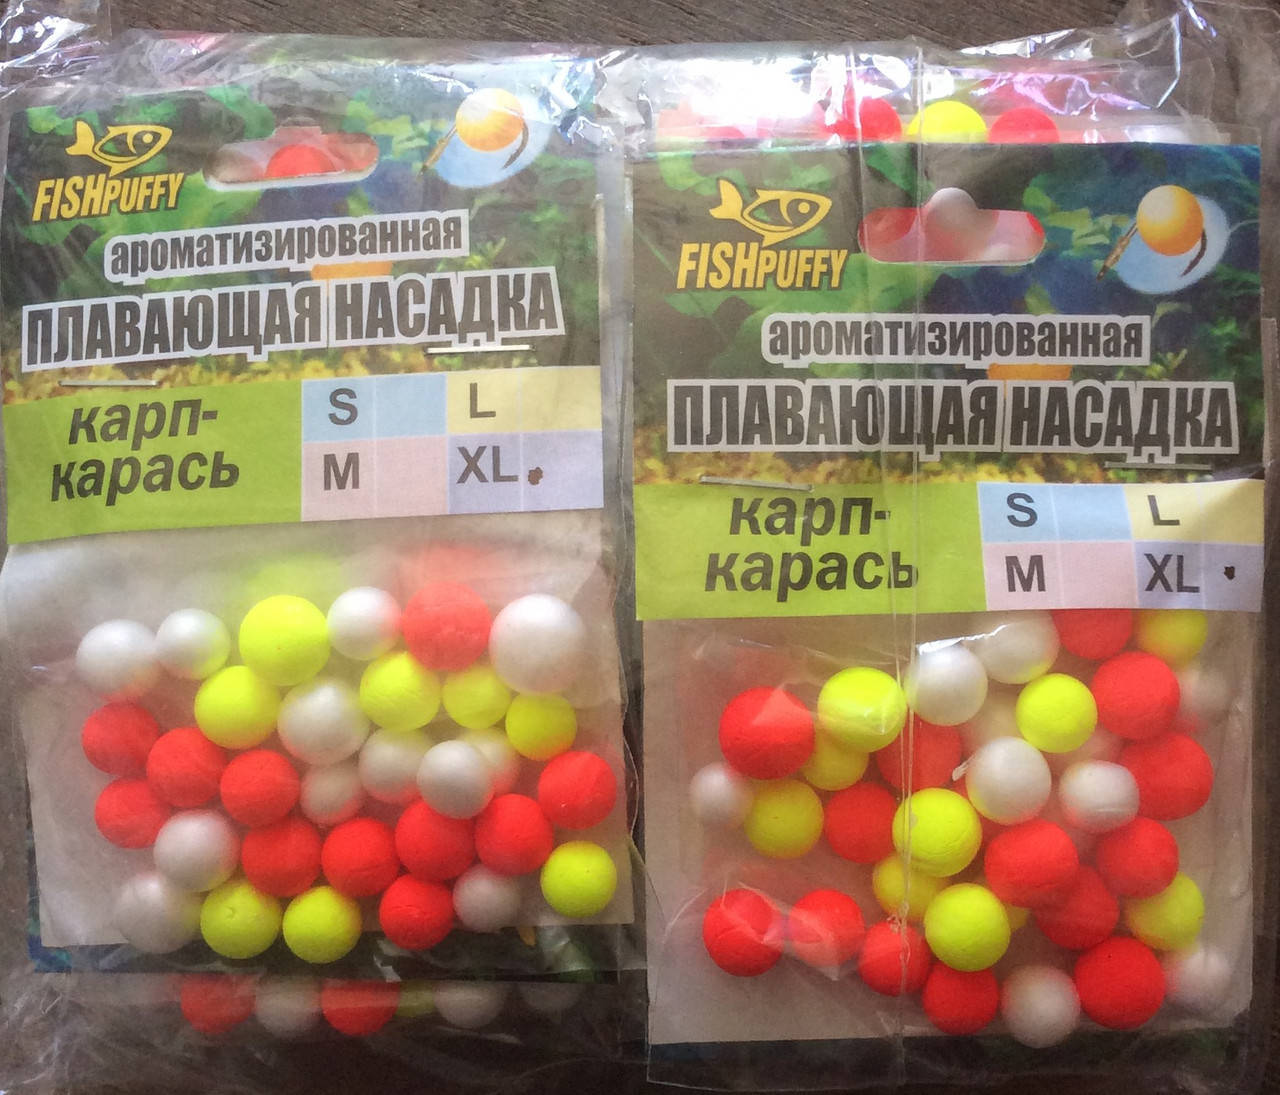 FISHPUFFY
ароматизированная
ПЛАВАЮЩАЯ НАСАДКА
карп-
карась
S L
M XL
FISHPUFFY
ароматизированная
ПЛАВАЮЩАЯ НАСАДКА
карп-
карась
S L
M XL